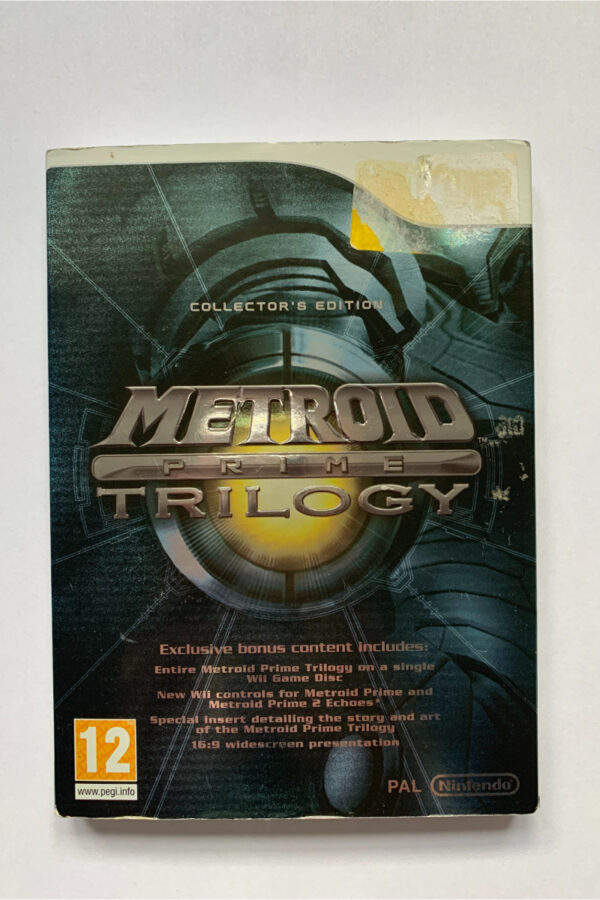 COLLECTOR'S EDITION
METROID
TM
PRIME
TRILOGY
Exclusive bonus content includes:
Entire Metroid Prime Trilogy on a single
Wii Game Disc
New Wii controls for Metroid Prime and
Metroid Prime 2 Echoes*
Special insert detailing the story and art
of the Metroid Prime Trilogy
16:9 widescreen presentation
12
www.pegi.info
PAL Nintendo